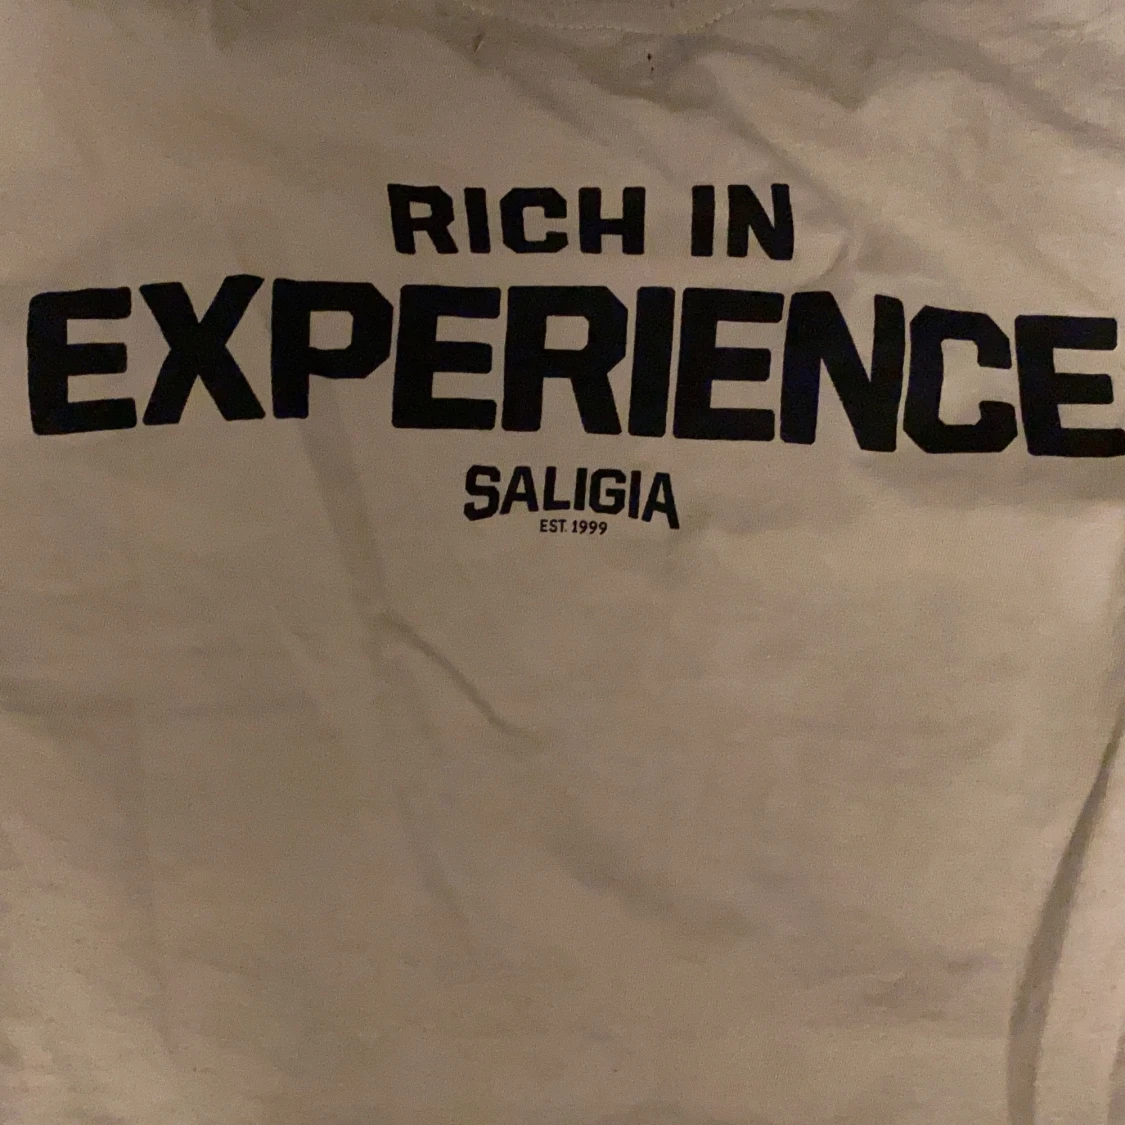 RICH IN
EXPERIENCE
SALIGIA
EST. 1999